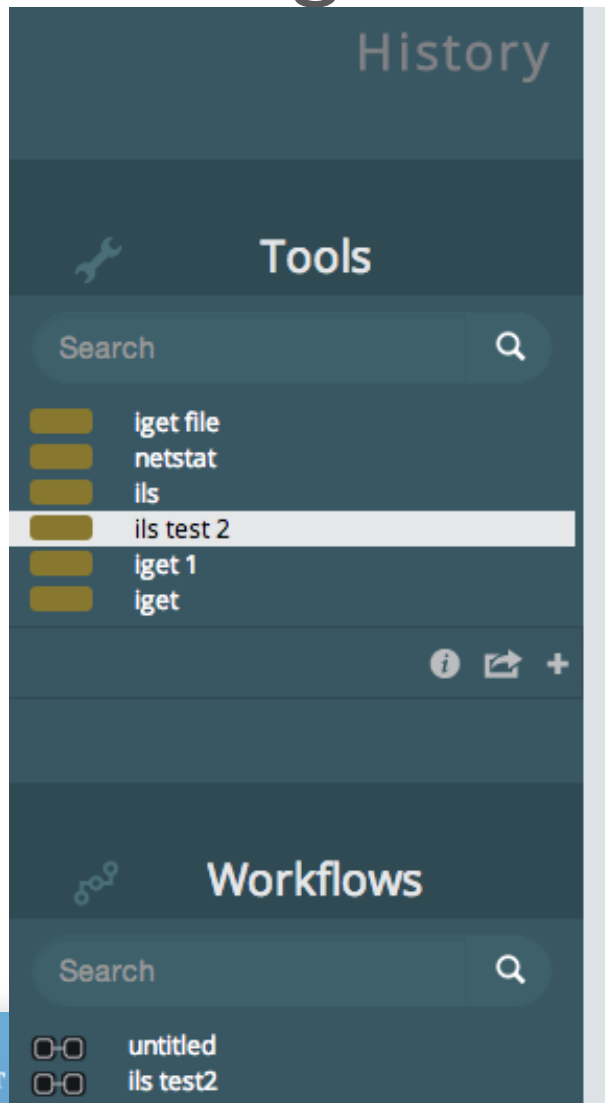 History
Tools
Search
iget file
netstat
ils
ils test 2
iget 1
iget
Workflows
Search
untitled
ils test2